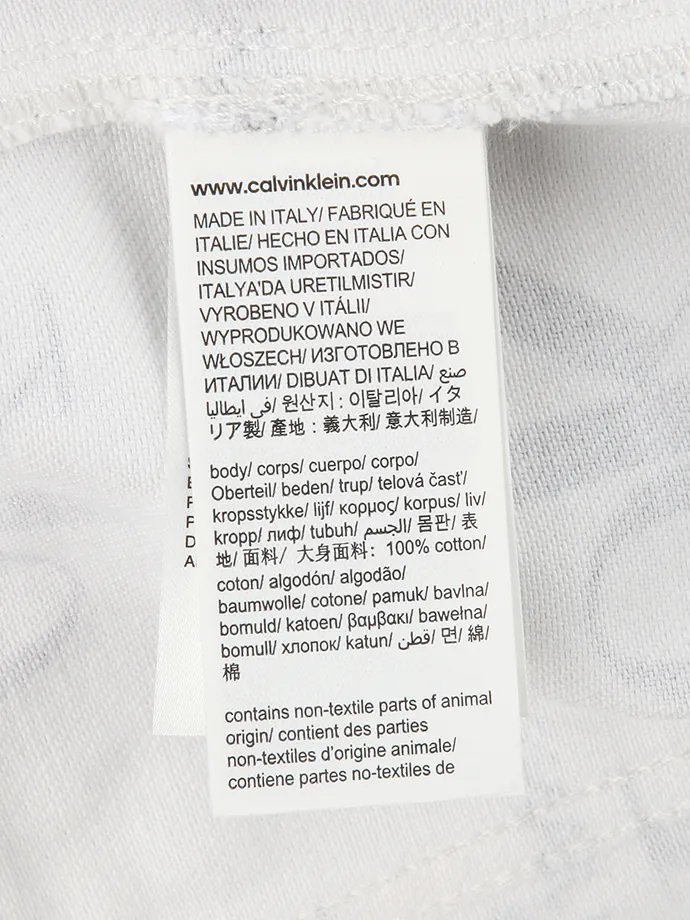 www.calvinklein.com
MADE IN ITALY/ FABRIQUÉ EN
ITALIE/ HECHO EN ITALIA CON
INSUMOS IMPORTADOS/
ITALYA'DA URETILMISTIR/
VYROBENO V ITÁLII/
WYPRODUKOWANO WE
WŁOSZECH/ ИЗГОТОВЛЕНО В
ИТАЛИИ/ DIBUAT DI ITALIA/ صنع
في ايطاليا/ 원산지 : 이탈리아/ イタ
リア製/ 產地 : 義大利/ 意大利制造/
body/ corps/ cuerpo/ corpo/
Oberteil/ beden/ trup/ telová časť/
kropsstykke/ lijf/ κορμος/ korpus/ liv/
kropp/ лиф/ tubuh/ الجسم/ 몸판/ 表
地/ 面料/ 大身面料: 100% cotton/
coton/ algodón/ algodão/
baumwolle/ cotone/ pamuk/ bavlna/
bomuld/ katoen/ βαμβακι/ bawełna/
bomull/ хлопок/ katun/ قطن/ 면/ 綿/
棉
contains non-textile parts of animal
origin/ contient des parties
non-textiles d'origine animale/
contiene partes no-textiles de